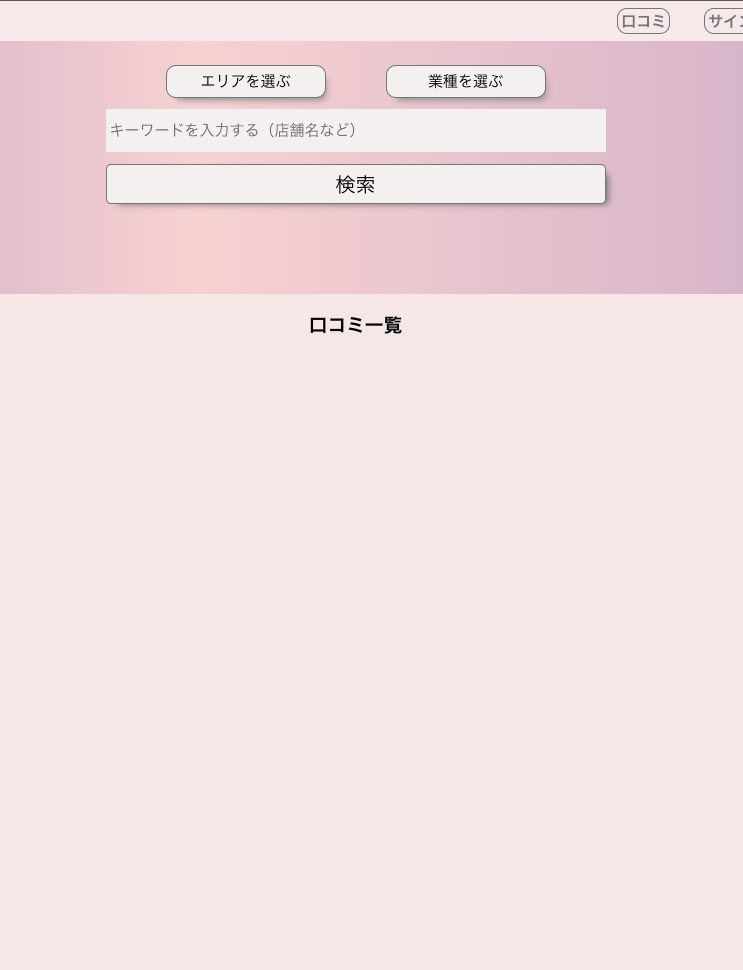 口コミ サイン
エリアを選ぶ 業種を選ぶ
キーワードを入力する（店舗名など）
検索
口コミ一覧